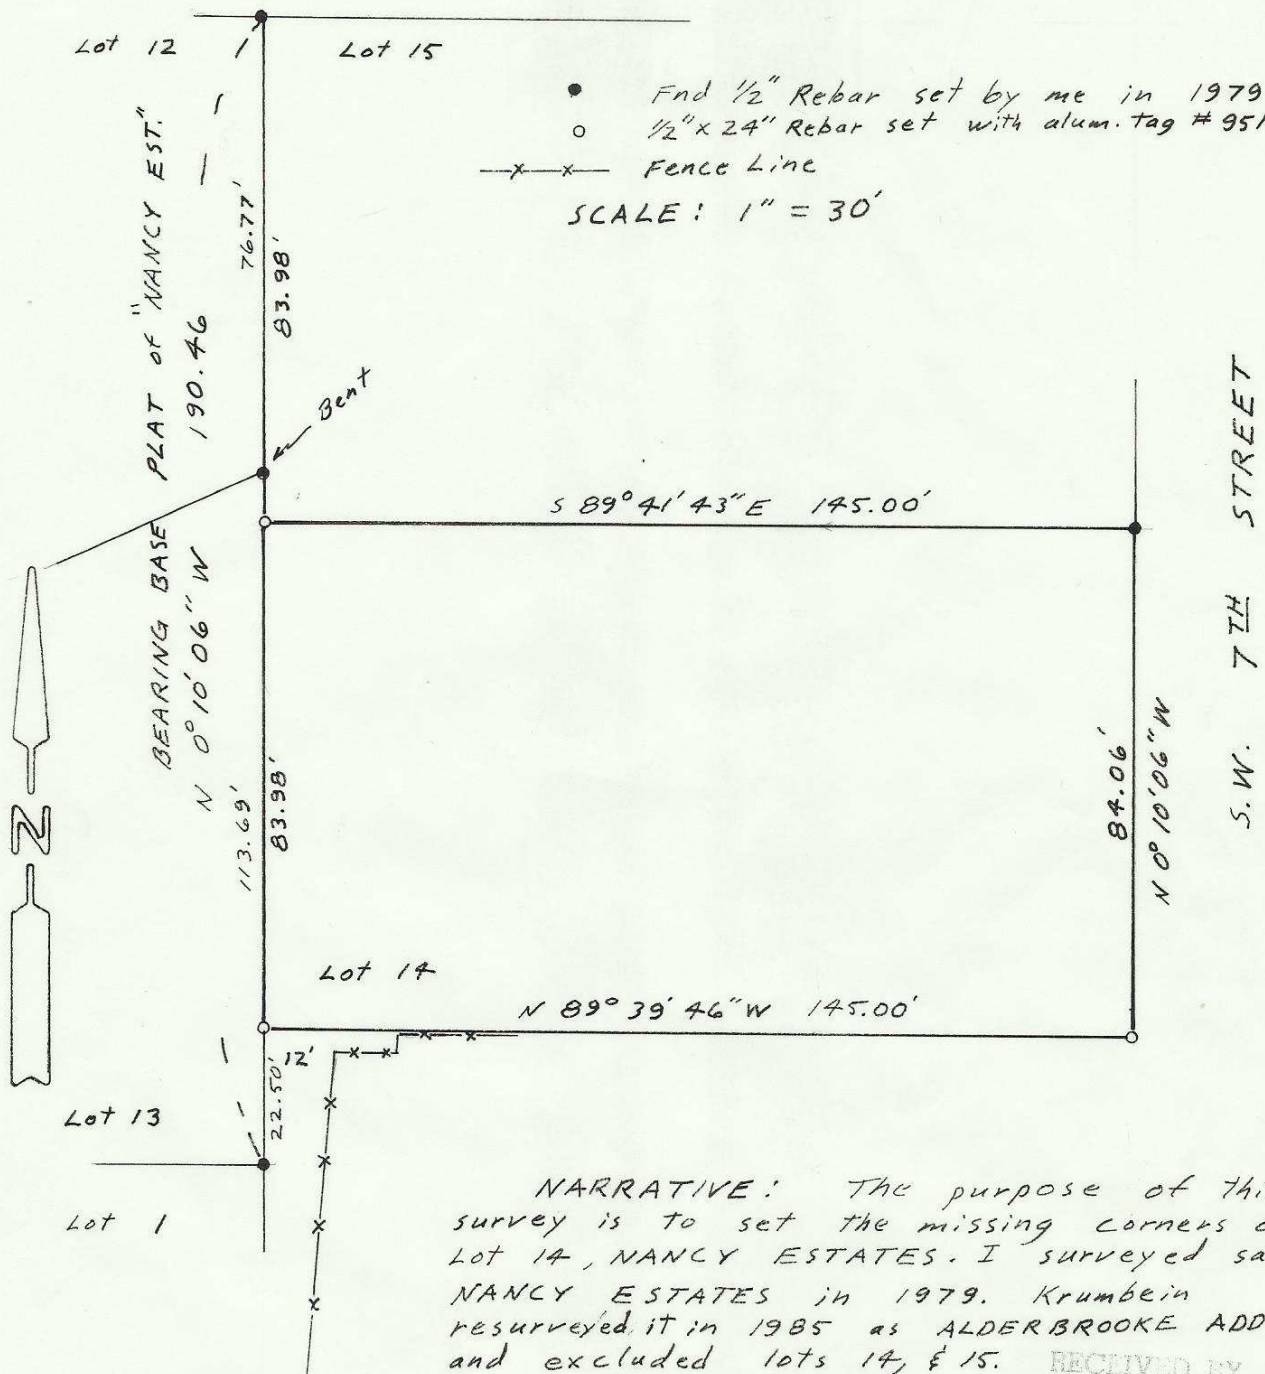 Lot 12
Lot 15
Fnd 1/2" Rebar set by me in 1979
1/2" x 24" Rebar set with alum. tag # 951
Fence Line
SCALE: 1" = 30'
PLAT of "NANCY EST."
190.46
76.77'
83.98'
Bent
BEARING BASE
N 0° 10' 06" W
S 89° 41' 43" E 145.00'
S.W. 7TH STREET
N
113.69'
83.98'
84.06'
N 0° 10' 06" W
Lot 14
N 89° 39' 46" W 145.00'
12'
22.50'
Lot 13
Lot 1
NARRATIVE: The purpose of thi
survey is to set the missing corners o
Lot 14, NANCY ESTATES. I surveyed sa
NANCY ESTATES in 1979. Krumbein
resurveyed it in 1985 as ALDERBROOKE ADD
and excluded lots 14, & 15.
RECEIVED BY